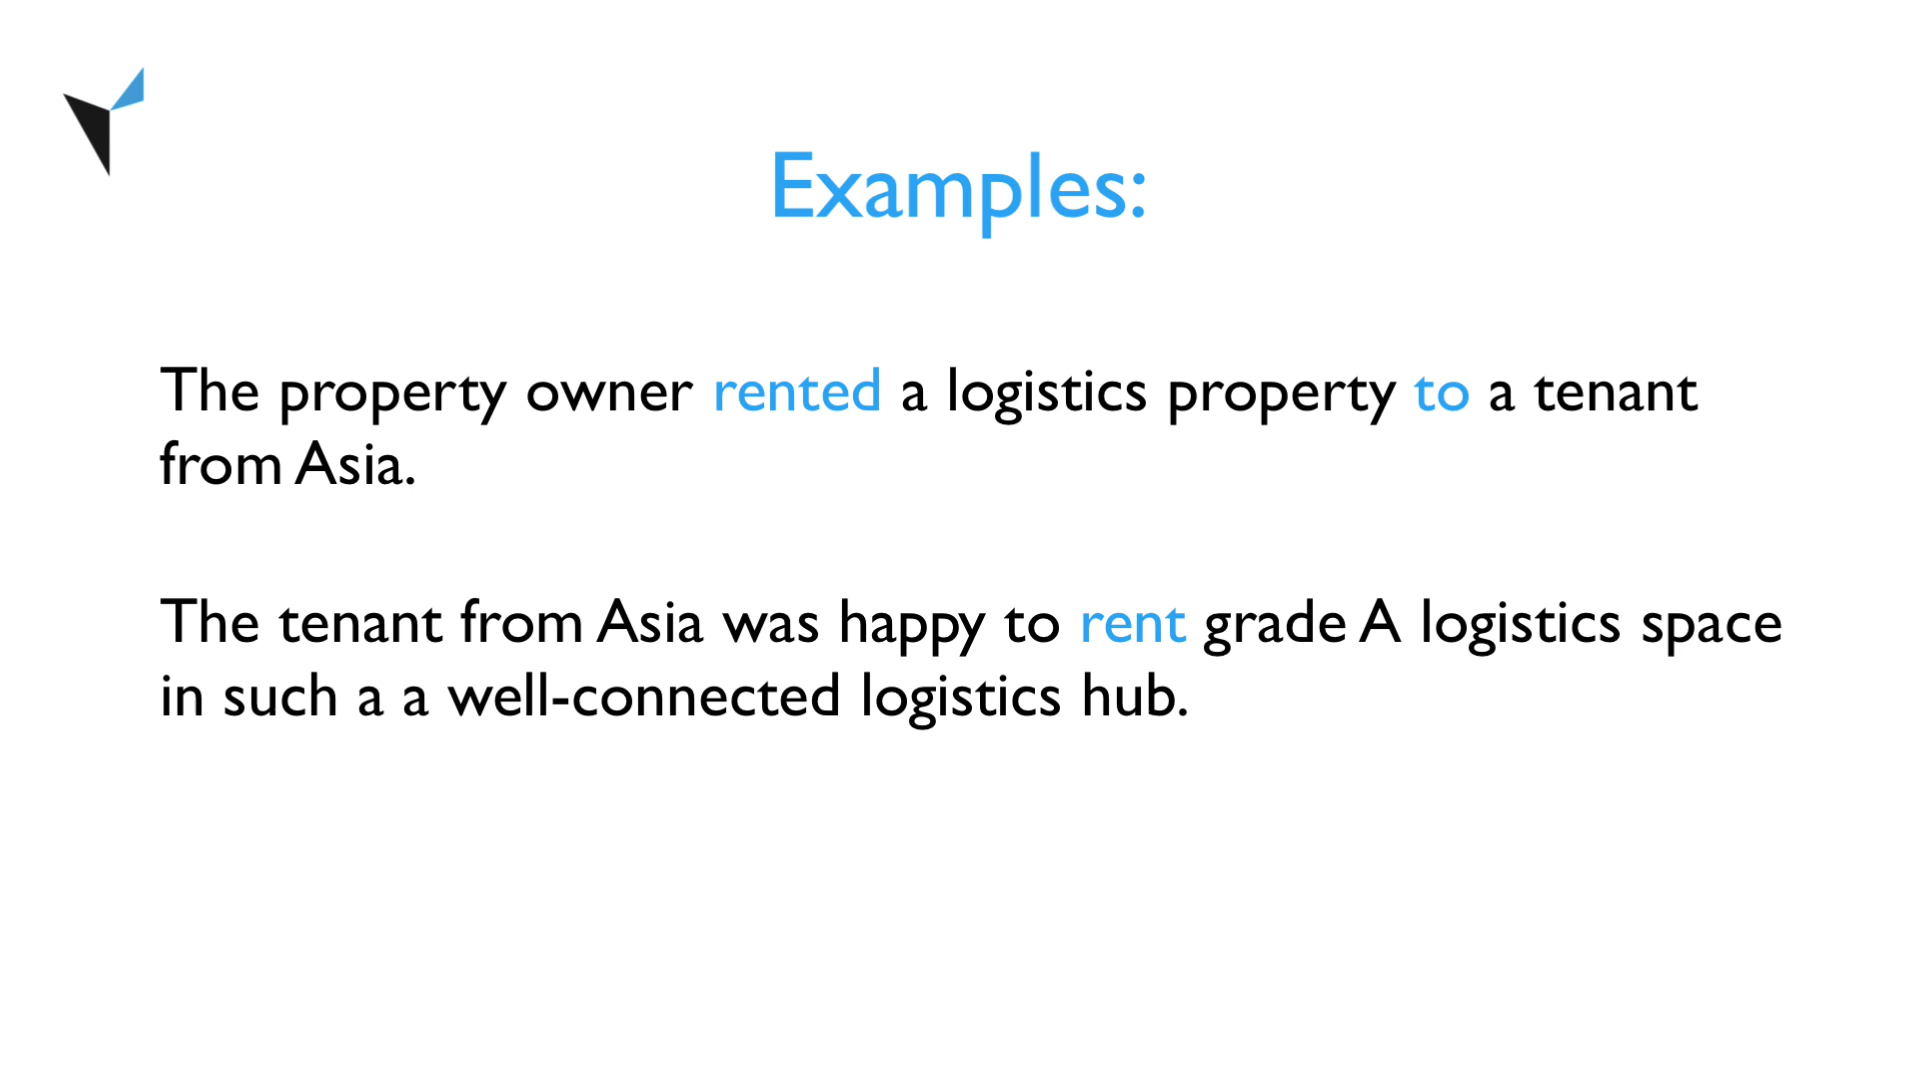 Examples:
The property owner rented a logistics property to a tenant
from Asia.
The tenant from Asia was happy to rent grade A logistics space
in such a a well-connected logistics hub.